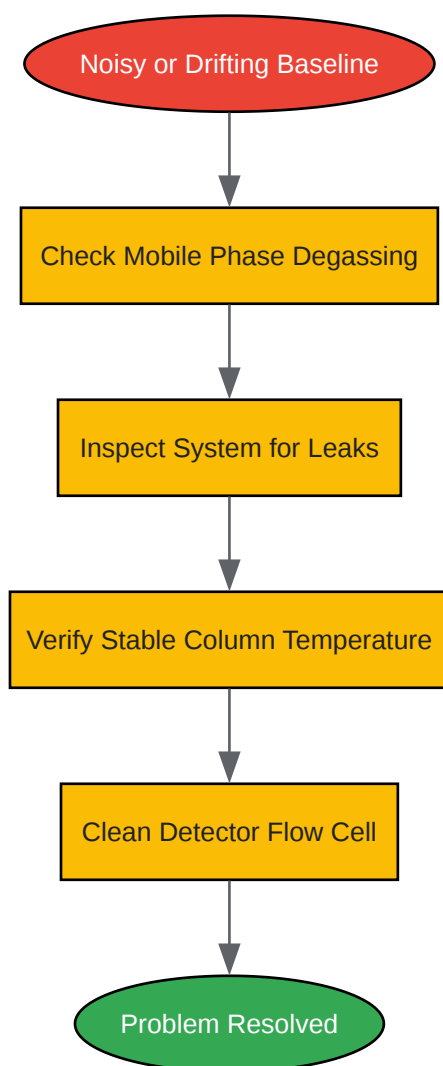 Noisy or Drifting Baseline
Check Mobile Phase Degassing
Inspect System for Leaks
Verify Stable Column Temperature
Clean Detector Flow Cell
Problem Resolved